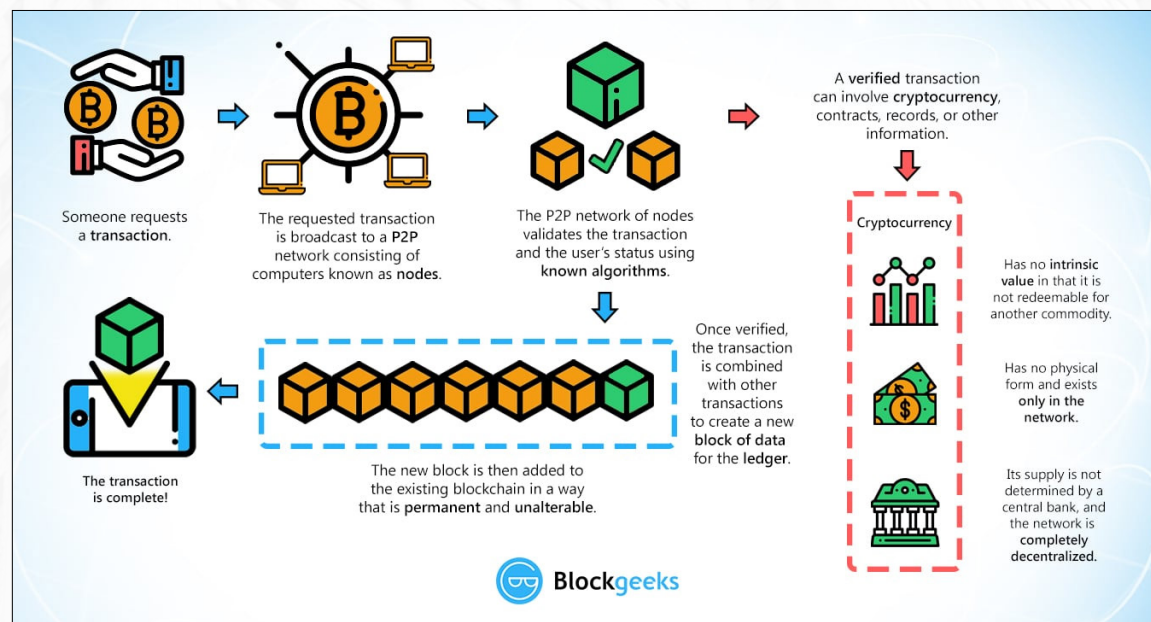 Someone requests
a transaction.
The requested transaction
is broadcast to a P2P
network consisting of
computers known as nodes.
The P2P network of nodes
validates the transaction
and the user's status using
known algorithms.
A verified transaction
can involve cryptocurrency,
contracts, records, or other
information.
Cryptocurrency
Has no intrinsic
value in that it is
not redeemable for
another commodity.
Has no physical
form and exists
only in the
network.
Its supply is not
determined by a
central bank, and
the network is
completely
decentralized.
Once verified,
the transaction
is combined
with other
transactions
to create a new
block of data
for the ledger.
The new block is then added to
the existing blockchain in a way
that is permanent and unalterable.
The transaction
is complete!
Blockgeeks